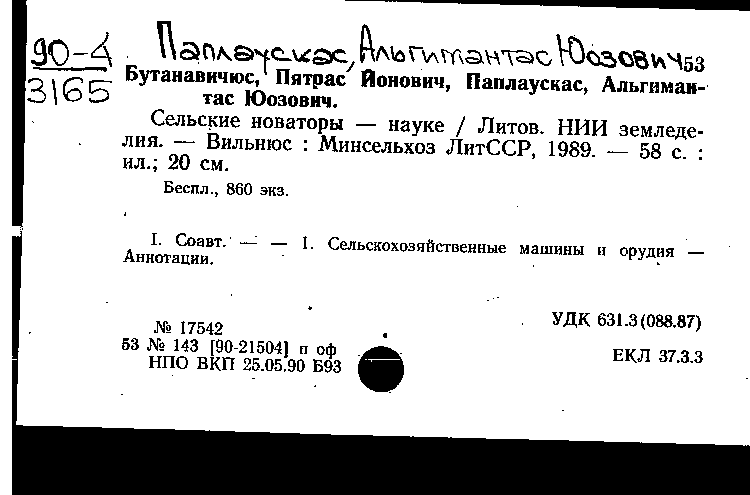 90-4
3165
Паплаускас, Альгимантас Юозович 53
Бутанавичюс, Пятрас Йонович, Паплаускас, Альгиман-
тас Юозович.
Сельские новаторы — науке / Литов. НИИ земледе-
лия. — Вильнюс : Минсельхоз ЛитССР, 1989. — 58 с. :
ил.; 20 см.
Беспл., 860 экз.
I. Соавт. — — 1. Сельскохозяйственные машины и орудия —
Аннотации.
УДК 631.3(088.87)
№ 17542
53 № 143 [90-21504] п оф
ЕКЛ 37.3.3
НПО ВКП 25.05.90 Б93